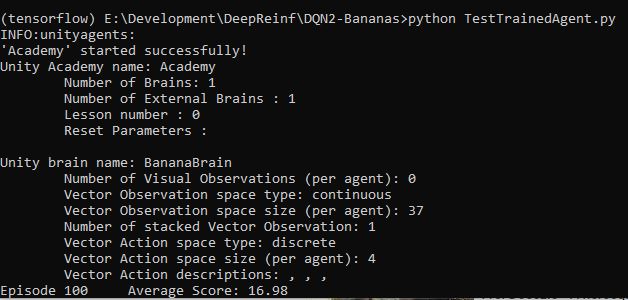 (tensorflow) E:\Development\DeepReinf\DQN2-Bananas>python TestTrainedAgent.py
INFO:unityagents:
'Academy' started successfully!
Unity Academy name: Academy
        Number of Brains: 1
        Number of External Brains : 1
        Lesson number : 0
        Reset Parameters :

Unity brain name: BananaBrain
        Number of Visual Observations (per agent): 0
        Vector Observation space type: continuous
        Vector Observation space size (per agent): 37
        Number of stacked Vector Observation: 1
        Vector Action space type: discrete
        Vector Action space size (per agent): 4
        Vector Action descriptions: , , ,
Episode 100     Average Score: 16.98